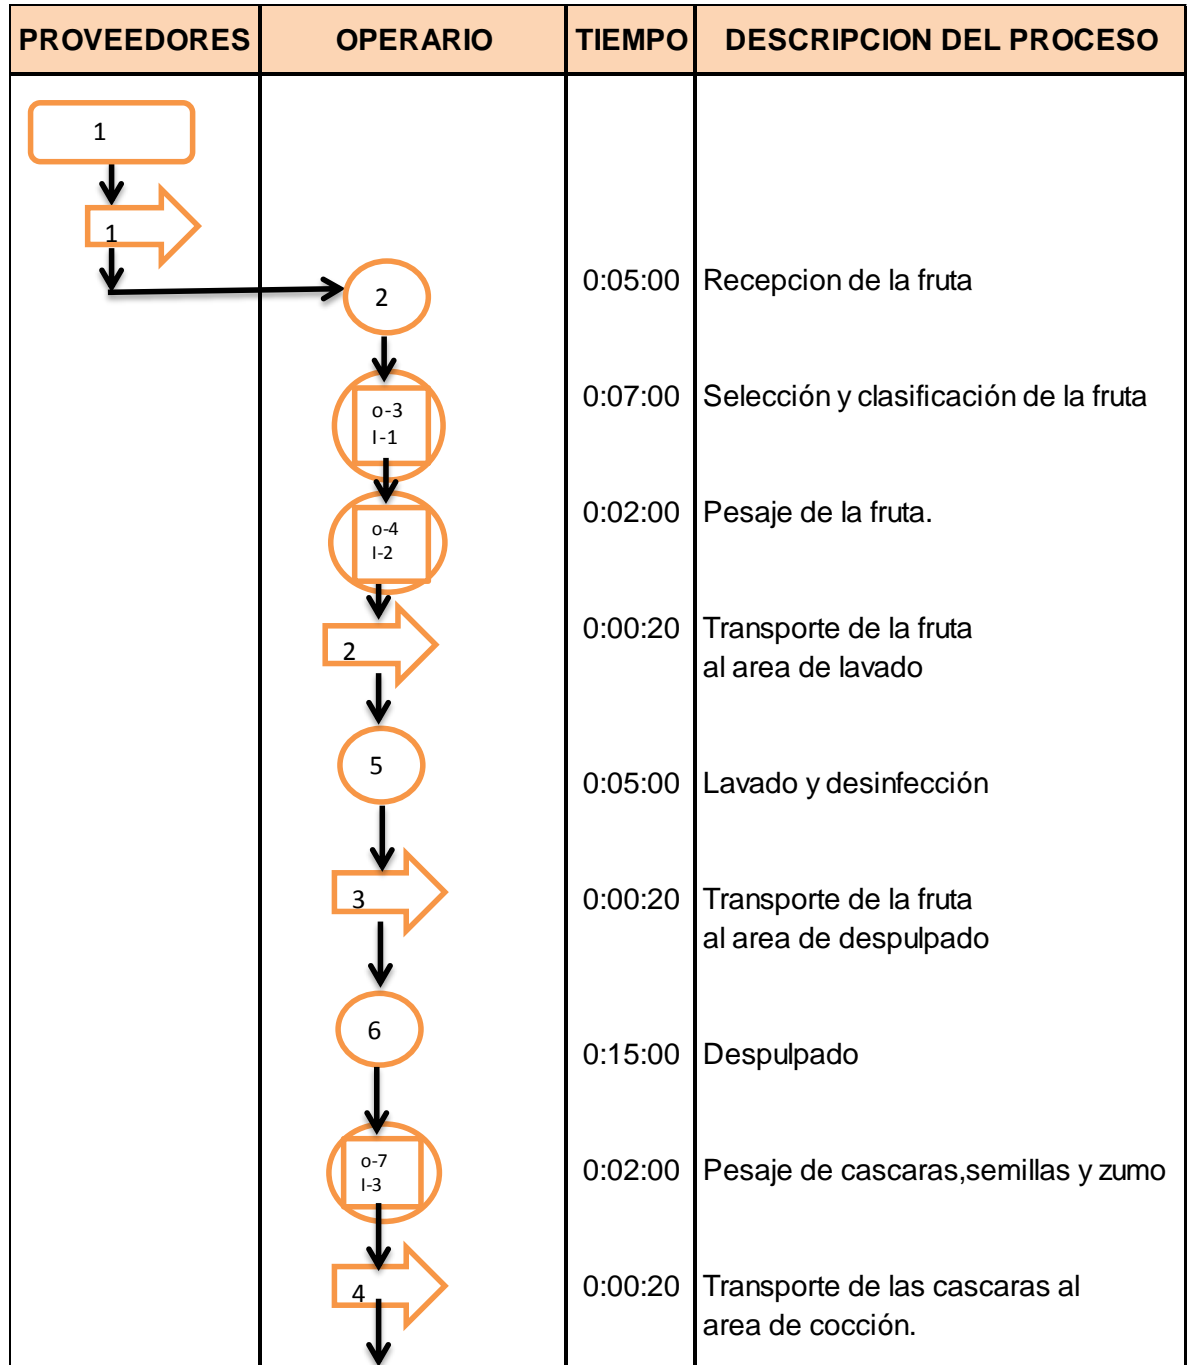 PROVEEDORES OPERARIO TIEMPO DESCRIPCION DEL PROCESO
1
1
2 0:05:00 Recepcion de la fruta
o-3 0:07:00 Selección y clasificación de la fruta
I-1
o-4 0:02:00 Pesaje de la fruta.
I-2
2 0:00:20 Transporte de la fruta
al area de lavado
5 0:05:00 Lavado y desinfección
3 0:00:20 Transporte de la fruta
al area de despulpado
6 0:15:00 Despulpado
o-7 0:02:00 Pesaje de cascaras,semillas y zumo
I-3
4 0:00:20 Transporte de las cascaras al
area de cocción.